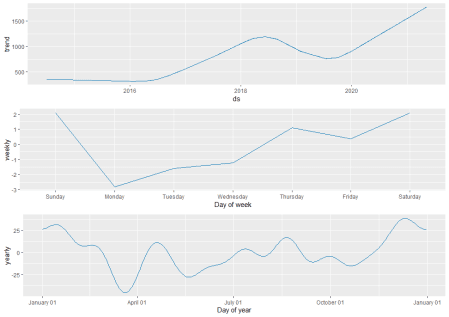 trend
1500
1000
500
2016
2018
2020
ds
weekly
2
1
0
-1
-2
-3
Sunday
Monday
Tuesday
Wednesday
Thursday
Friday
Saturday
Day of week
yearly
25
0
-25
January 01
April 01
July 01
October 01
January 01
Day of year